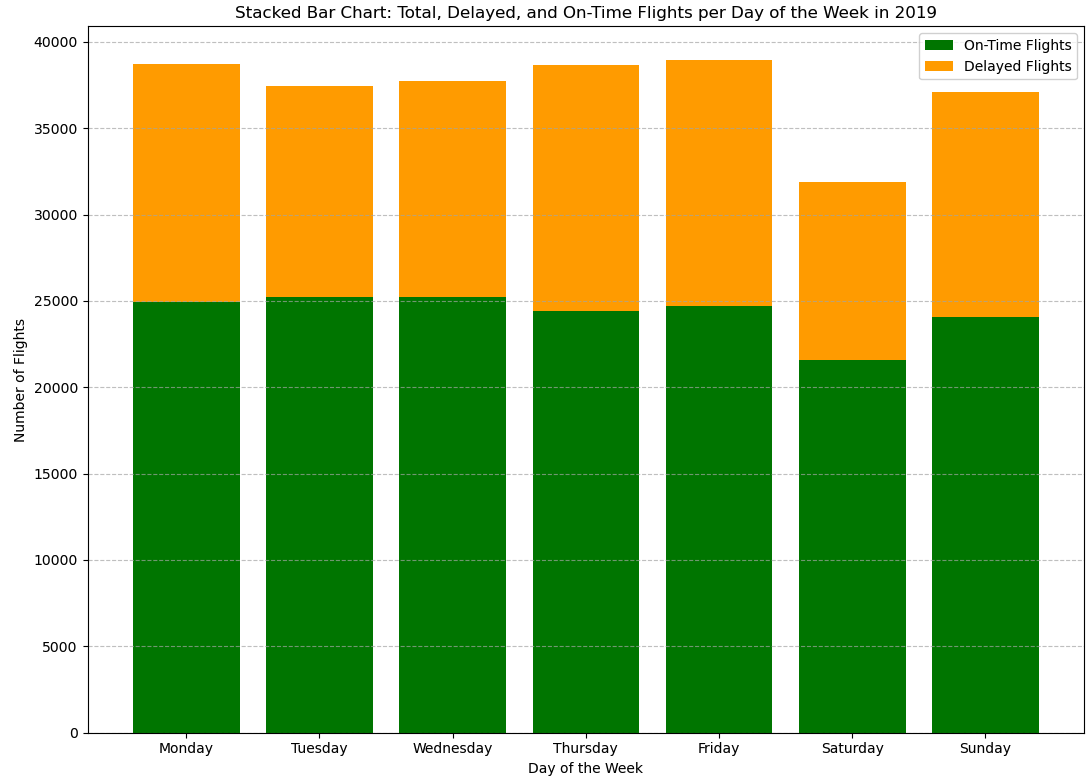 Stacked Bar Chart: Total, Delayed, and On-Time Flights per Day of the Week in 2019
On-Time Flights
Delayed Flights
Number of Flights
40000
35000
30000
25000
20000
15000
10000
5000
0
Monday Tuesday Wednesday Thursday Friday Saturday Sunday
Day of the Week